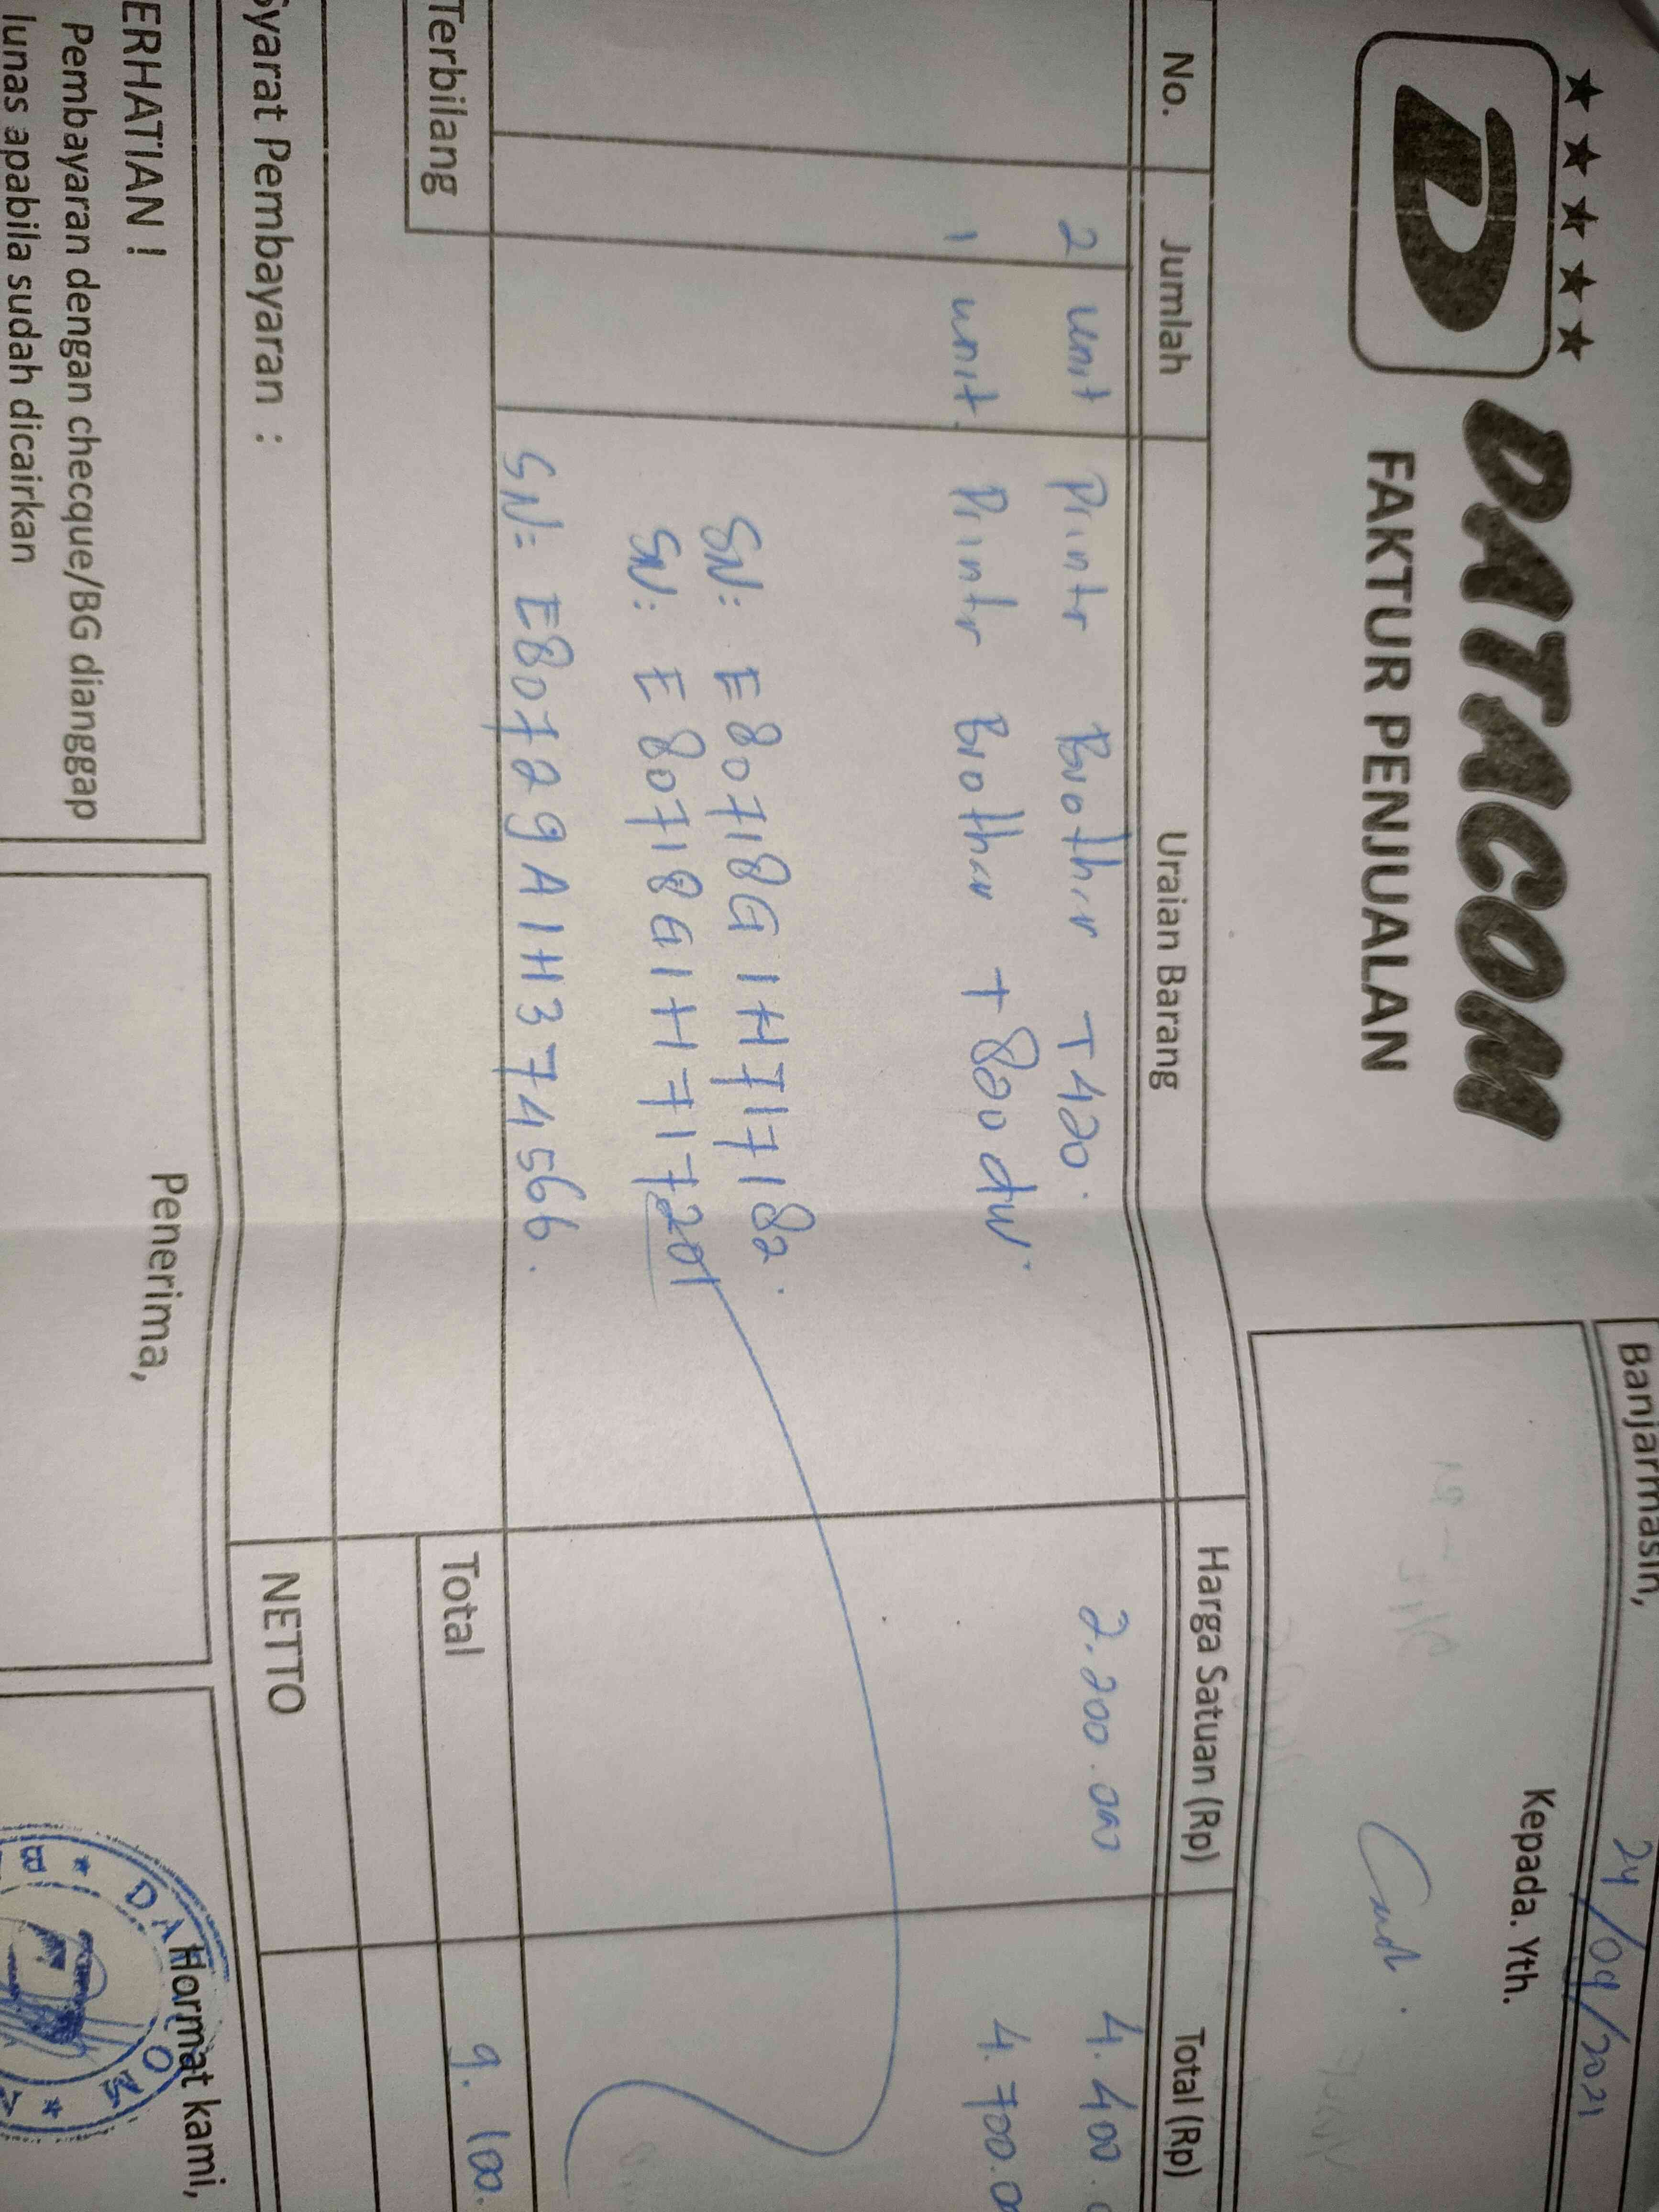 DATACOM
FAKTUR PENJUALAN
Banjarmasin, 24/09/2021
Kepada. Yth.
No. Jumlah Uraian Barang Harga Satuan (Rp) Total (Rp)
2 unit Printr Brother T420. 2.200.000 4.400.
1 unit Printr Brother T800dw. 4.700.0
SN: E80718G1H717182.
SN: E80718G1H717201
SN= E80729A1H374566.
Terbilang Total 9.100.
Syarat Pembayaran : NETTO
ERHATIAN !
Pembayaran dengan checque/BG dianggap
lunas apabila sudah dicairkan
Penerima,
Hormat kami,